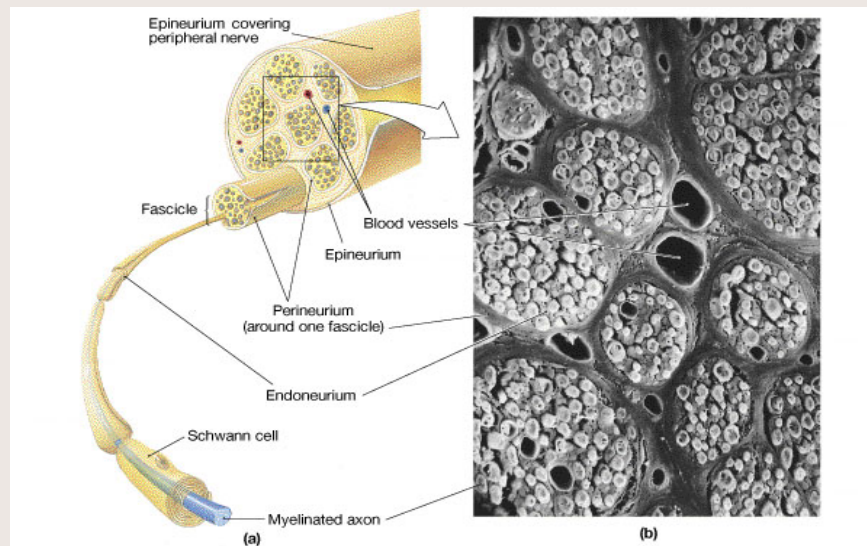 Epineurium covering
peripheral nerve
Fascicle
Blood vessels
Epineurium
Perineurium
(around one fascicle)
Endoneurium
Schwann cell
Myelinated axon
(a)
(b)